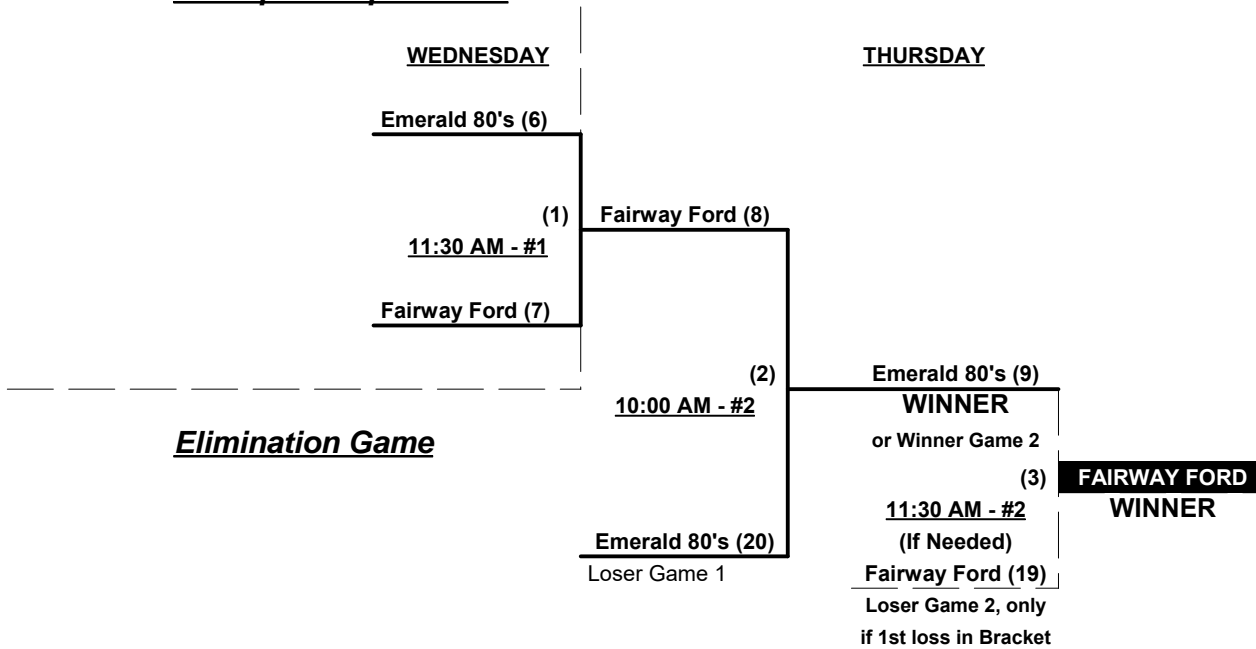 WEDNESDAY
THURSDAY
Emerald 80's (6)
(1)
Fairway Ford (8)
11:30 AM - #1
Fairway Ford (7)
(2)
Emerald 80's (9)
10:00 AM - #2
WINNER
Elimination Game
or Winner Game 2
(3)
FAIRWAY FORD
11:30 AM - #2
WINNER
Emerald 80's (20)
(If Needed)
Loser Game 1
Fairway Ford (19)
Loser Game 2, only
if 1st loss in Bracket